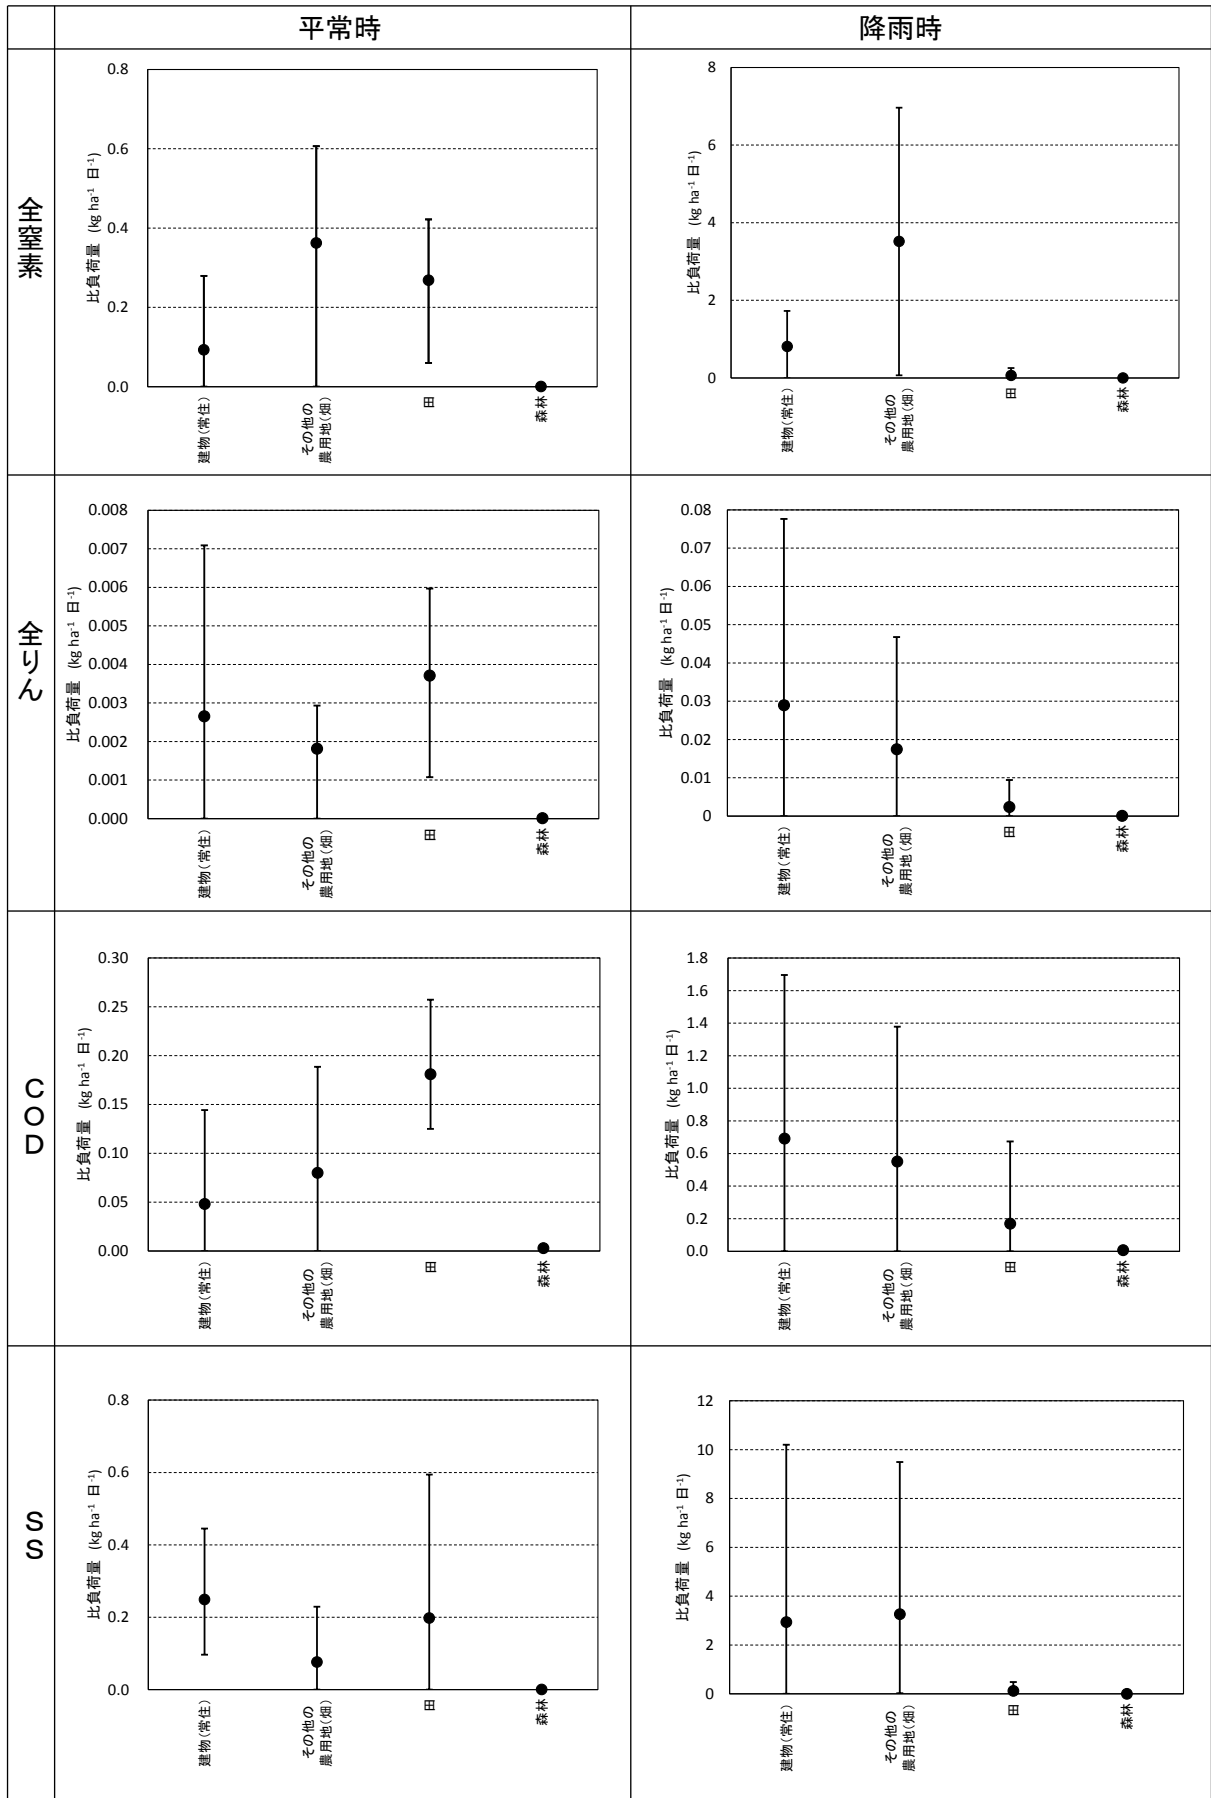 平常時
降雨時
全窒素
比負荷量 (kg ha⁻¹ 日⁻¹)
0.8
0.6
0.4
0.2
0.0
建物(常住)
その他の
農用地(畑)
田
森林
比負荷量 (kg ha⁻¹ 日⁻¹)
8
6
4
2
0
建物(常住)
その他の
農用地(畑)
田
森林
全りん
比負荷量 (kg ha⁻¹ 日⁻¹)
0.008
0.007
0.006
0.005
0.004
0.003
0.002
0.001
0.000
建物(常住)
その他の
農用地(畑)
田
森林
比負荷量 (kg ha⁻¹ 日⁻¹)
0.08
0.07
0.06
0.05
0.04
0.03
0.02
0.01
0
建物(常住)
その他の
農用地(畑)
田
森林
COD
比負荷量 (kg ha⁻¹ 日⁻¹)
0.30
0.25
0.20
0.15
0.10
0.05
0.00
建物(常住)
その他の
農用地(畑)
田
森林
比負荷量 (kg ha⁻¹ 日⁻¹)
1.8
1.6
1.4
1.2
1.0
0.8
0.6
0.4
0.2
0.0
建物(常住)
その他の
農用地(畑)
田
森林
SS
比負荷量 (kg ha⁻¹ 日⁻¹)
0.8
0.6
0.4
0.2
0.0
建物(常住)
その他の
農用地(畑)
田
森林
比負荷量 (kg ha⁻¹ 日⁻¹)
12
10
8
6
4
2
0
建物(常住)
その他の
農用地(畑)
田
森林